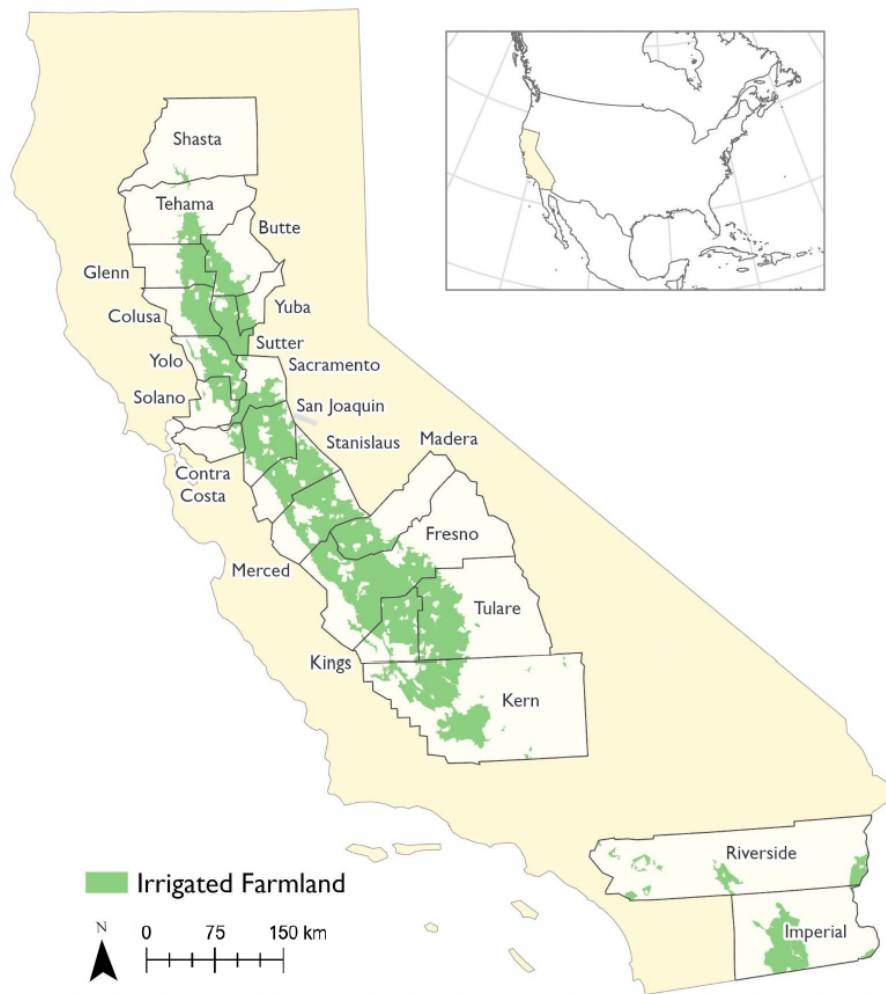 Shasta
Tehama
Butte
Glenn
Yuba
Colusa
Sutter
Yolo
Sacramento
Solano
San Joaquin
Stanislaus
Madera
Contra
Costa
Fresno
Merced
Tulare
Kings
Kern
Riverside
Irrigated Farmland
Imperial
N
0 75 150 km